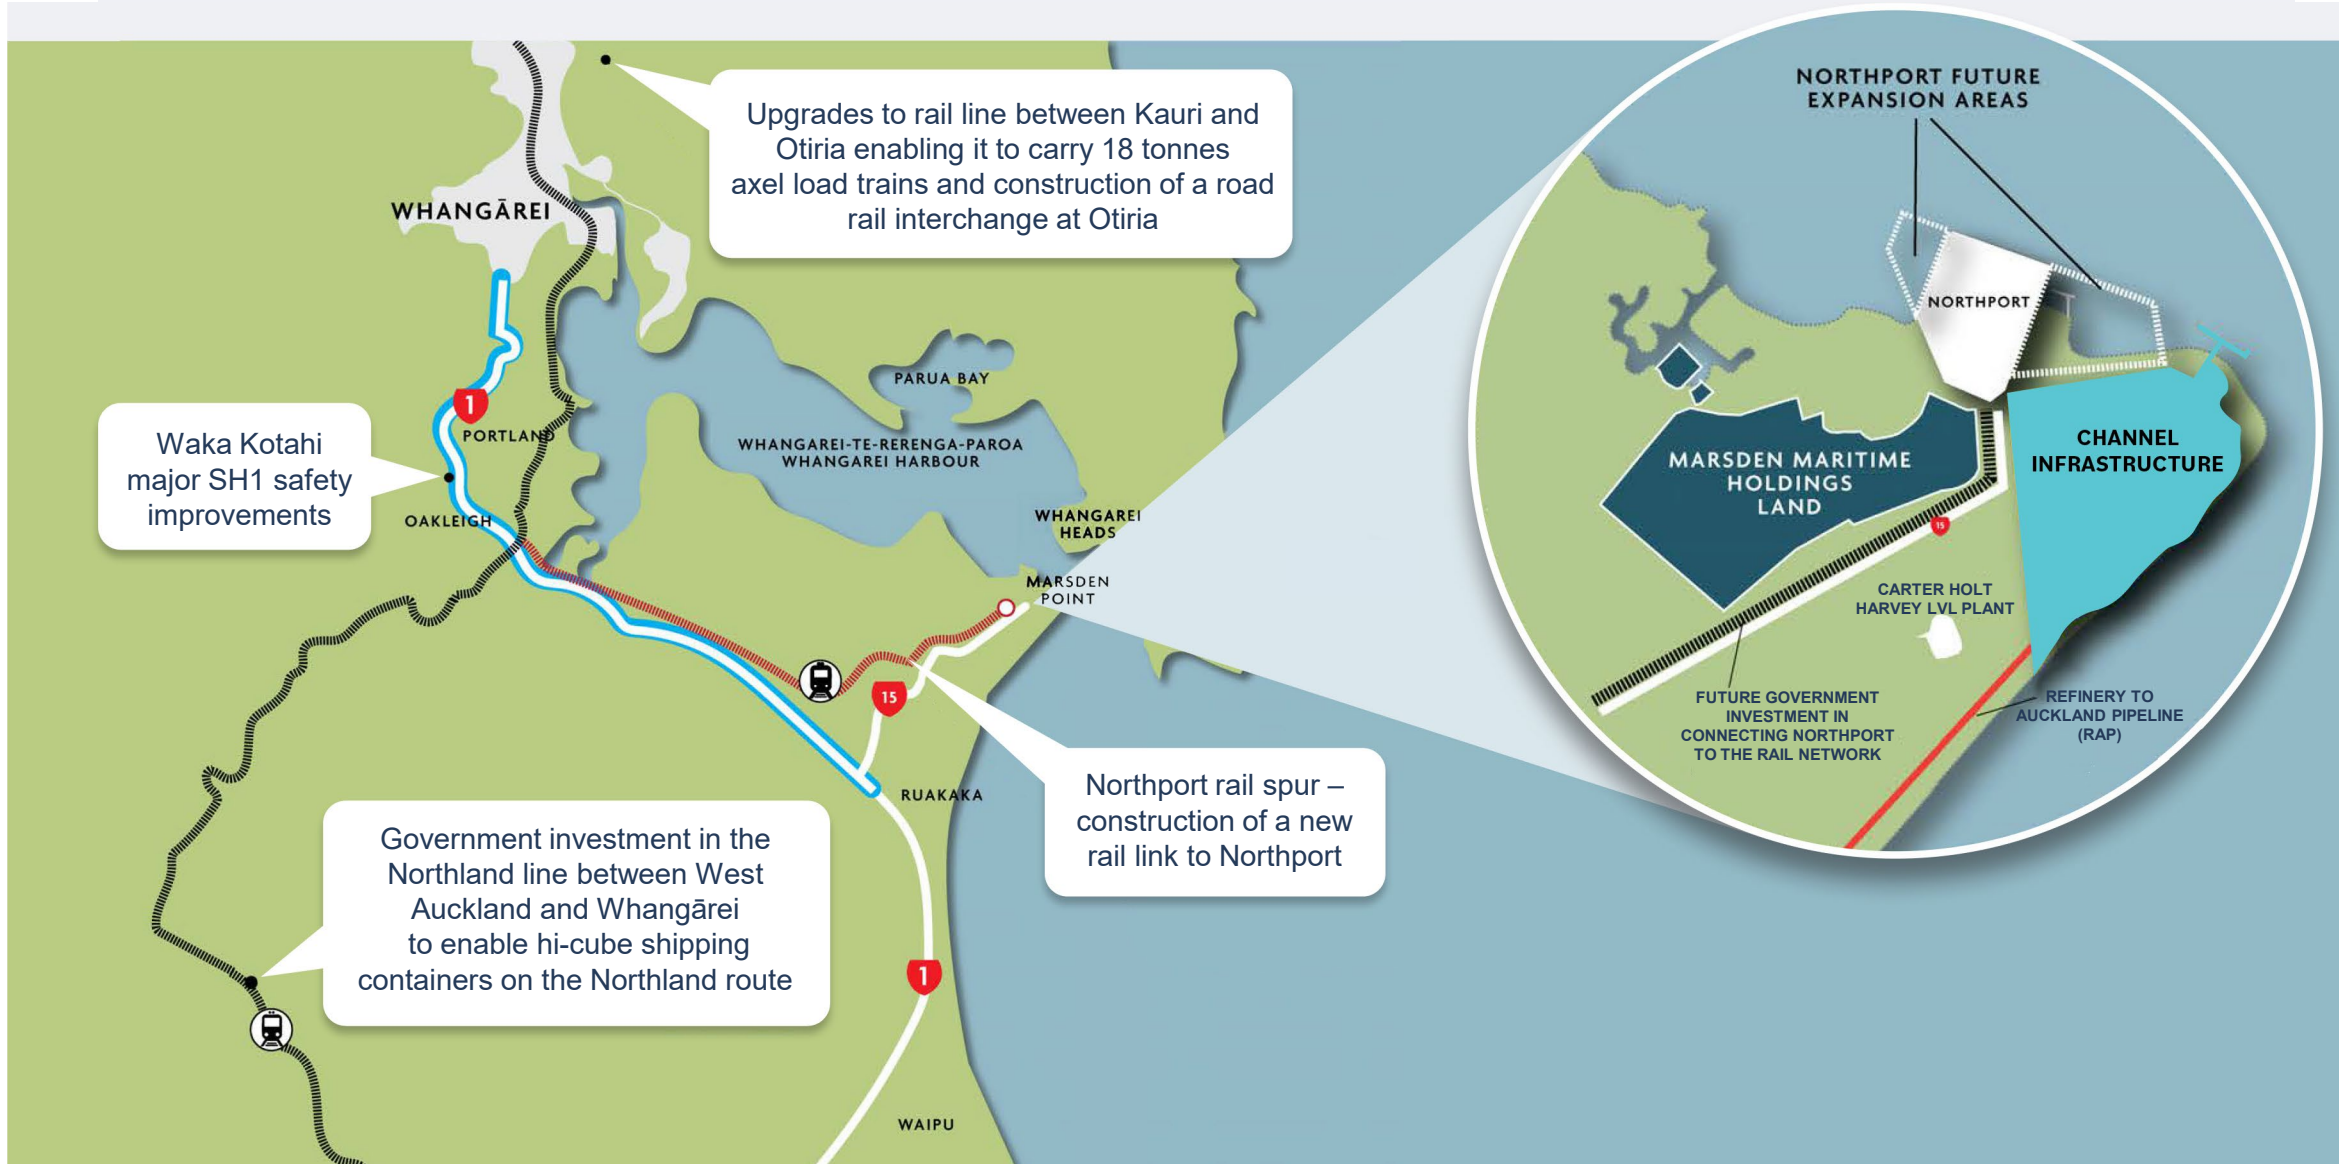 Upgrades to rail line between Kauri and
Otiria enabling it to carry 18 tonnes
axel load trains and construction of a road
rail interchange at Otiria
WHANGĀREI
1
PORTLAND
Waka Kotahi
major SH1 safety
improvements
OAKLEIGH
PARUA BAY
WHANGAREI-TE-RERENGA-PAROA
WHANGAREI HARBOUR
WHANGAREI
HEADS
MARSDEN
POINT
15
RUAKAKA
Northport rail spur –
construction of a new
rail link to Northport
Government investment in the
Northland line between West
Auckland and Whangārei
to enable hi-cube shipping
containers on the Northland route
1
WAIPU
NORTHPORT FUTURE
EXPANSION AREAS
NORTHPORT
MARSDEN MARITIME
HOLDINGS
LAND
CHANNEL
INFRASTRUCTURE
15
CARTER HOLT
HARVEY LVL PLANT
FUTURE GOVERNMENT
INVESTMENT IN
CONNECTING NORTHPORT
TO THE RAIL NETWORK
REFINERY TO
AUCKLAND PIPELINE
(RAP)